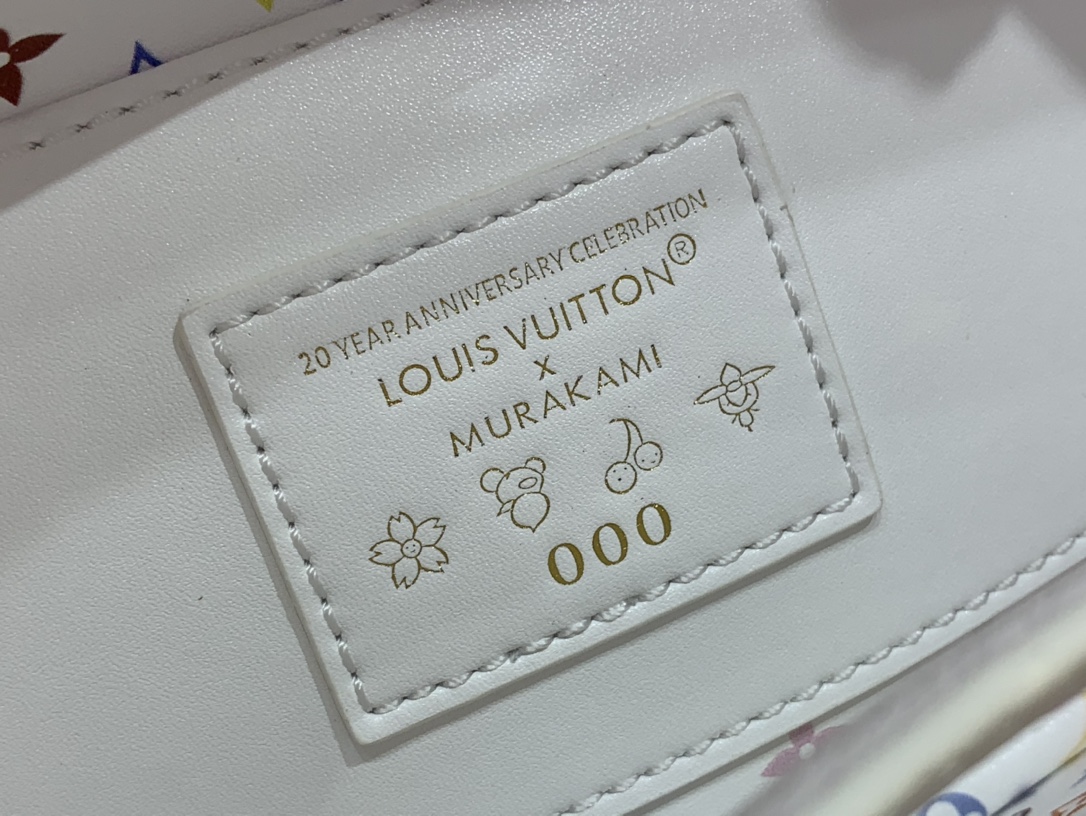 20 YEAR ANNIVERSARY CELEBRATION
LOUIS VUITTON®
x
MURAKAMI
000